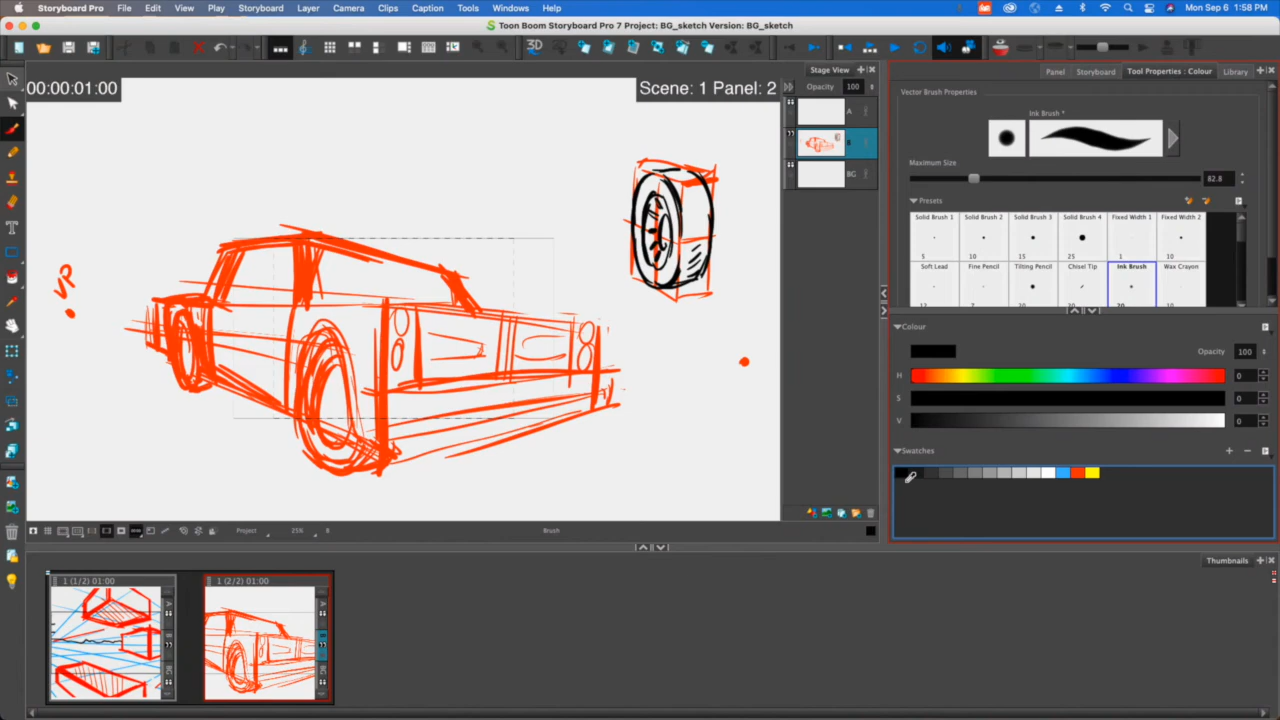 Storyboard Pro File Edit View Play Storyboard Layer Camera Clips Caption Tools Windows Help Mon Sep 6 1:58 PM
Toon Boom Storyboard Pro 7 Project: BG_sketch Version: BG_sketch
3D
Stage View
Opacity 100
00:00:01:00
Scene: 1 Panel: 2
A
B
BG
VP
Project 25% B Brush
Panel Storyboard Tool Properties : Colour Library
Vector Brush Properties
Ink Brush *
Maximum Size
82.8
Presets
Solid Brush 1 Solid Brush 2 Solid Brush 3 Solid Brush 4 Fixed Width 1 Fixed Width 2
5 10 15 25 1 10
Soft Lead Fine Pencil Tilting Pencil Chisel Tip Ink Brush Wax Crayon
Colour
Opacity 100
H 0
S 0
V 0
Swatches
Thumbnails
1 (1/2) 01:00
1 (2/2) 01:00